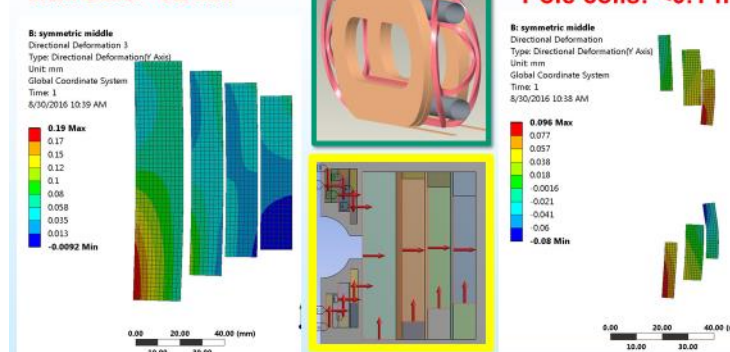 B: symmetric middle
Directional Deformation 3
Type: Directional Deformation(Y Axis)
Unit: mm
Global Coordinate System
Time: 1
8/30/2016 10:39 AM
0.19 Max
0.17
0.15
0.12
0.1
0.08
0.058
0.035
0.013
-0.0092 Min
0.00 20.00 40.00 (mm)
10.00 30.00
B: symmetric middle
Directional Deformation
Type: Directional Deformation(Y Axis)
Unit: mm
Global Coordinate System
Time: 1
8/30/2016 10:38 AM
0.096 Max
0.077
0.057
0.038
0.018
-0.0016
-0.021
-0.041
-0.06
-0.08 Min
0.00 20.00 40.00 (m
10.00 30.00